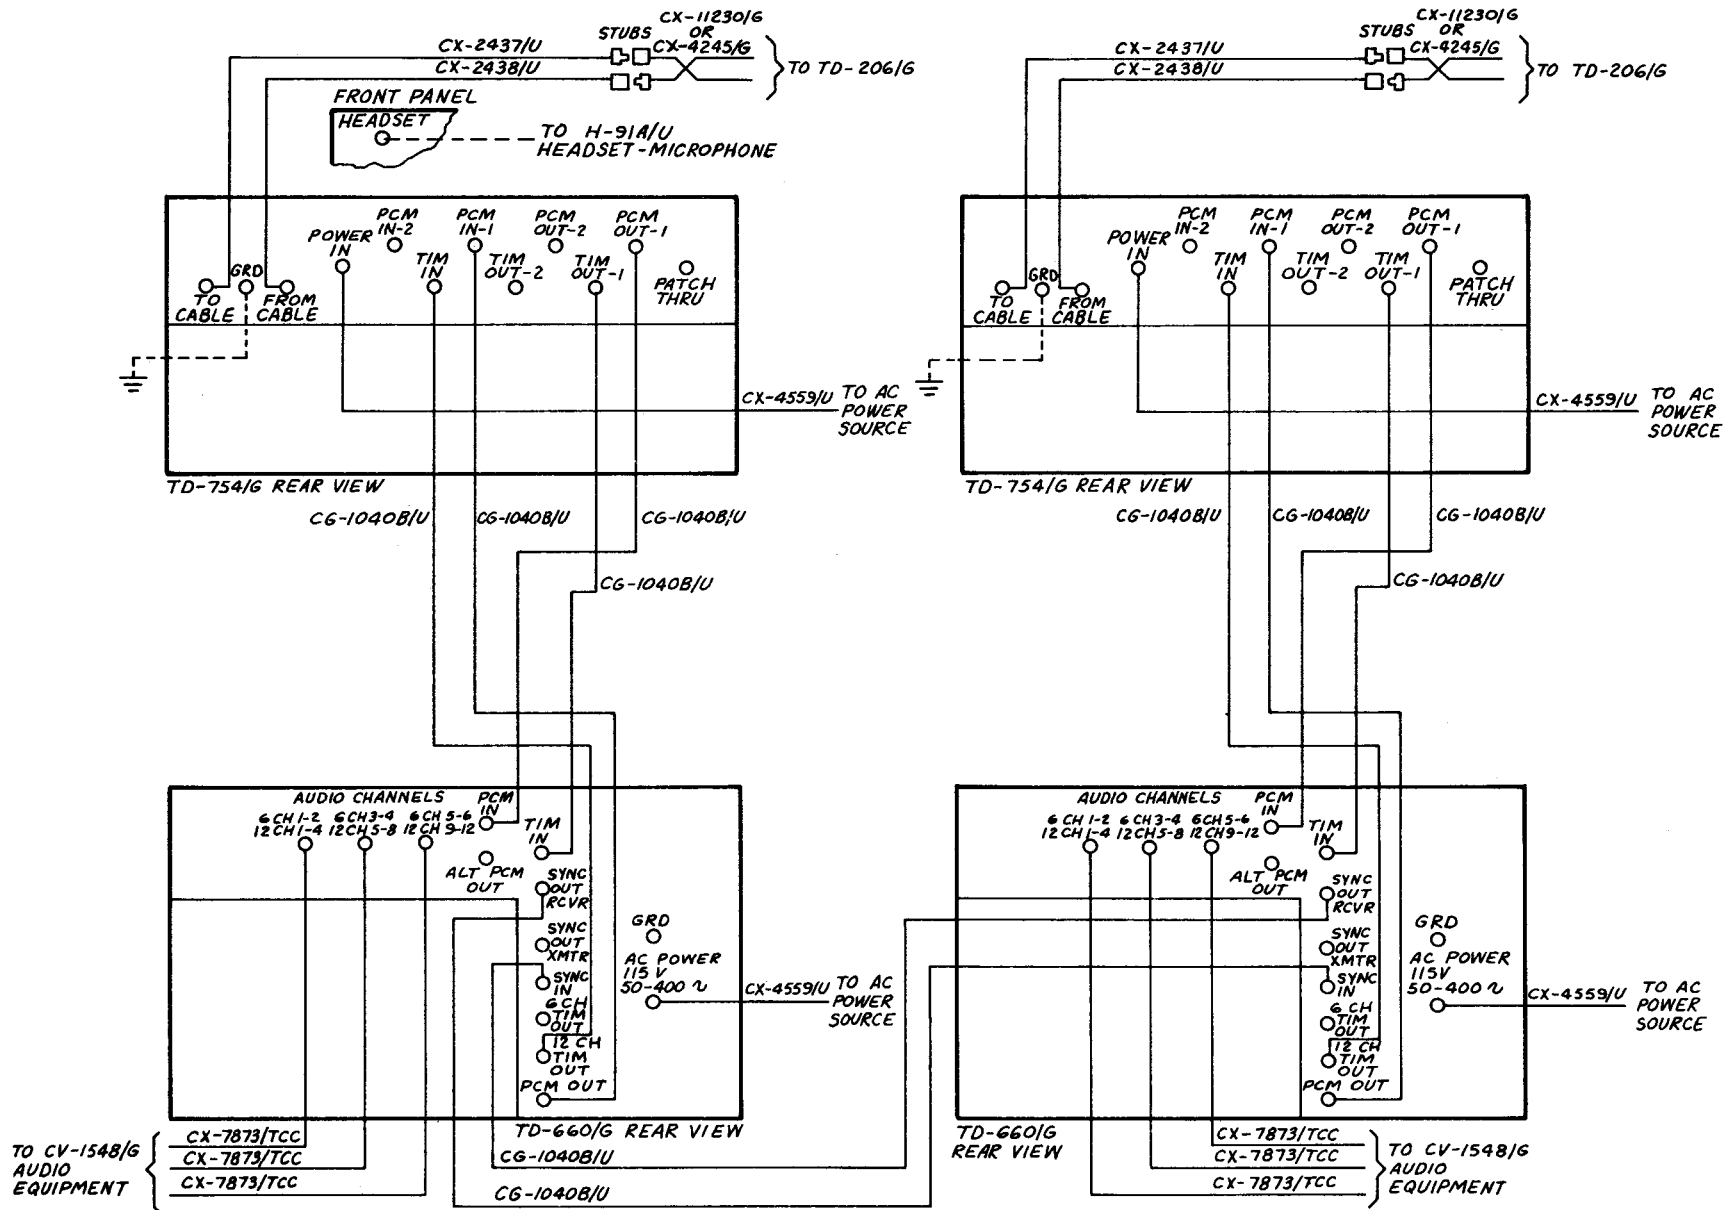 CX-11230/G
STUBS OR
CX-2437/U CX-4245/G
CX-2438/U
TO TD-206/G
FRONT PANEL
HEADSET
TO H-91A/U
HEADSET-MICROPHONE
POWER
IN
PCM
IN-2
PCM
IN-1
PCM
OUT-2
PCM
OUT-1
TIM
IN
TIM
OUT-2
TIM
OUT-1
PATCH
THRU
TO
CABLE
GRD
FROM
CABLE
CX-4559/U
TO AC
POWER
SOURCE
TD-754/G REAR VIEW
CG-1040B/U
CG-1040B/U
CG-1040B/U
CG-1040B/U
CX-11230/G
STUBS OR
CX-2437/U CX-4245/G
CX-2438/U
TO TD-206/G
POWER
IN
PCM
IN-2
PCM
IN-1
PCM
OUT-2
PCM
OUT-1
TIM
IN
TIM
OUT-2
TIM
OUT-1
PATCH
THRU
TO
CABLE
GRD
FROM
CABLE
CX-4559/U
TO AC
POWER
SOURCE
TD-754/G REAR VIEW
CG-1040B/U
CG-1040B/U
CG-1040B/U
CG-1040B/U
AUDIO CHANNELS
6 CH 1-2 6 CH 3-4 6 CH 5-6
12 CH 1-4 12 CH 5-8 12 CH 9-12
PCM
IN
TIM
IN
ALT PCM
OUT
SYNC
OUT
RCVR
SYNC
OUT
XMTR
SYNC
IN
6 CH
TIM
OUT
12 CH
TIM
OUT
PCM OUT
GRD
AC POWER
115 V
50-400 ~
CX-4559/U
TO AC
POWER
SOURCE
TD-660/G REAR VIEW
TO CV-1548/G
AUDIO
EQUIPMENT
CX-7873/TCC
CX-7873/TCC
CX-7873/TCC
CG-1040B/U
CG-1040B/U
AUDIO CHANNELS
6 CH 1-2 6 CH 3-4 6 CH 5-6
12 CH 1-4 12 CH 5-8 12 CH 9-12
PCM
IN
TIM
IN
ALT PCM
OUT
SYNC
OUT
RCVR
SYNC
OUT
XMTR
SYNC
IN
6 CH
TIM
OUT
12 CH
TIM
OUT
PCM OUT
GRD
AC POWER
115V
50-400 ~
CX-4559/U
TO AC
POWER
SOURCE
TD-660/G
REAR VIEW
CX-7873/TCC
CX-7873/TCC
CX-7873/TCC
TO CV-1548/G
AUDIO
EQUIPMENT